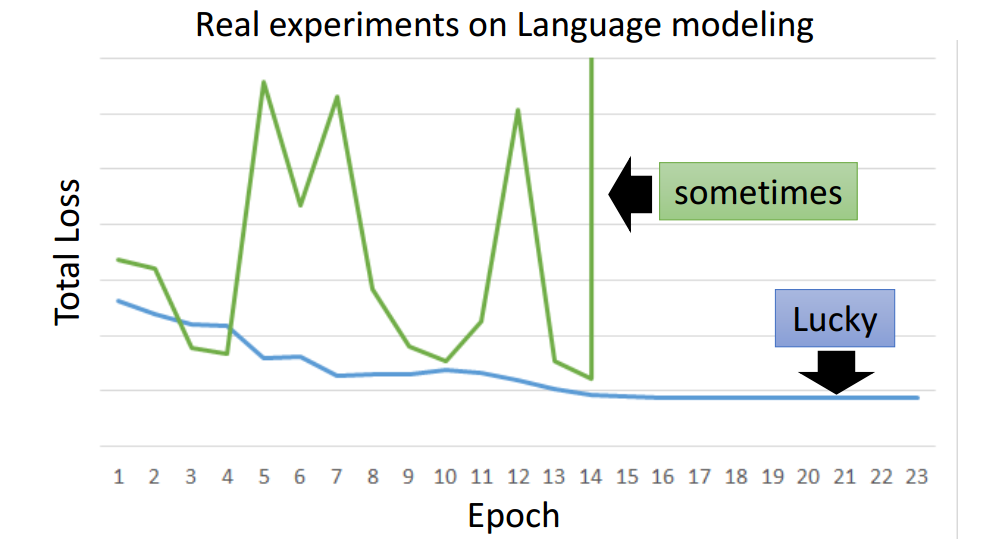 Real experiments on Language modeling
Total Loss
sometimes
Lucky
1 2 3 4 5 6 7 8 9 10 11 12 13 14 15 16 17 18 19 20 21 22 23
Epoch